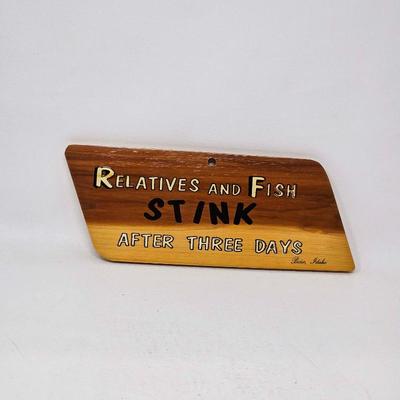 RELATIVES AND FISH
STINK
AFTER THREE DAYS
Boise, Idaho